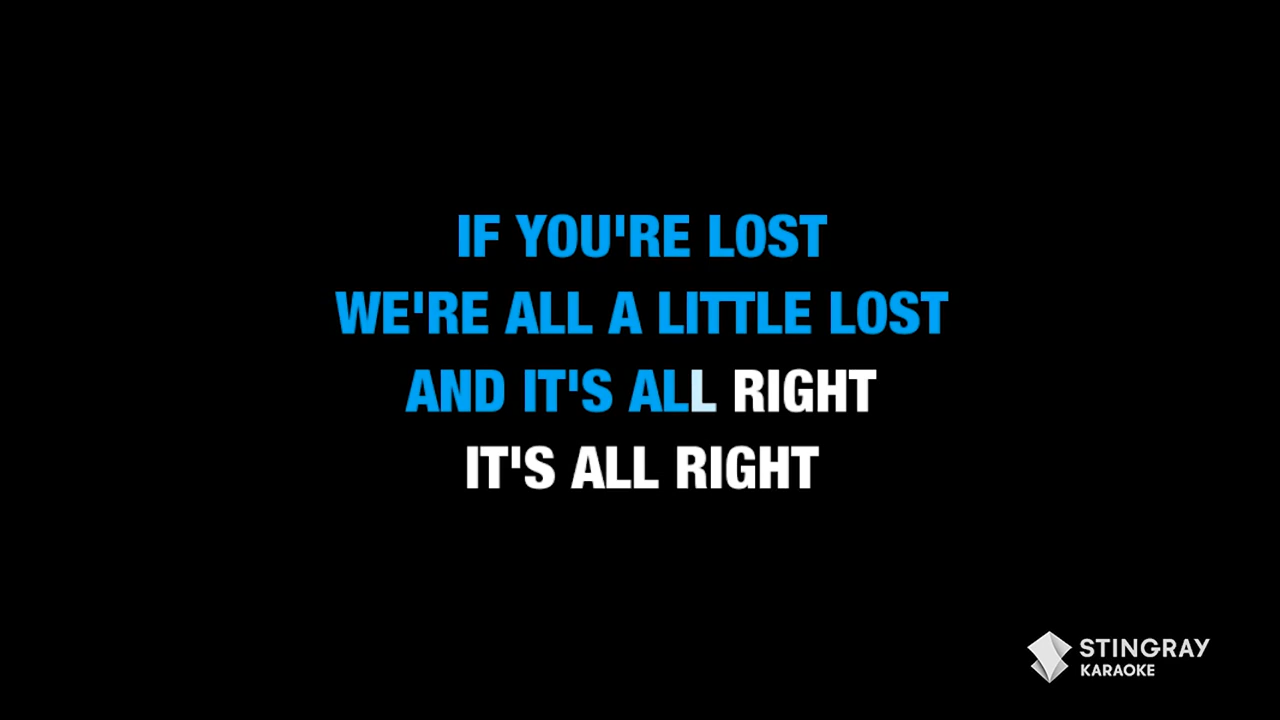 IF YOU'RE LOST
WE'RE ALL A LITTLE LOST
AND IT'S ALL RIGHT
IT'S ALL RIGHT
STINGRAY
KARAOKE